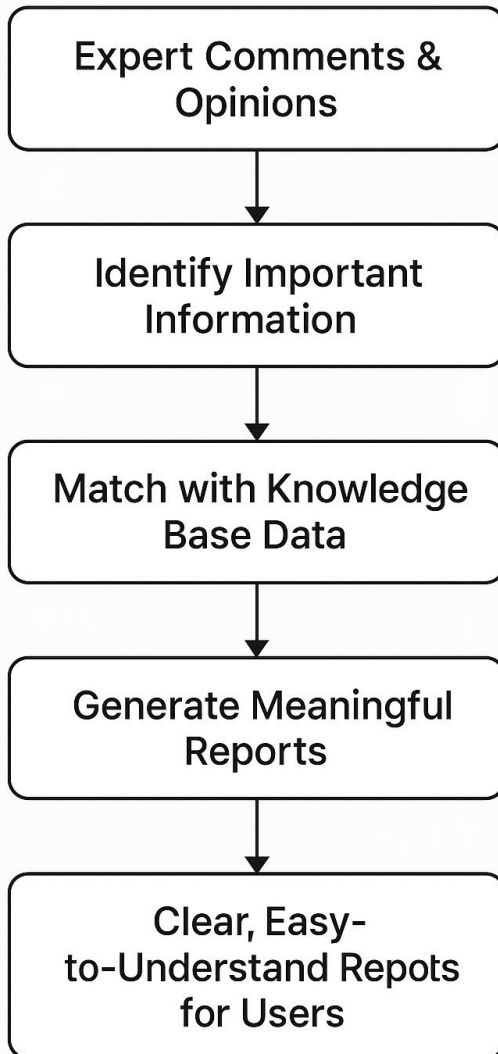 Expert Comments &
Opinions
Identify Important
Information
Match with Knowledge
Base Data
Generate Meaningful
Reports
Clear, Easy-
to-Understand Repots
for Users